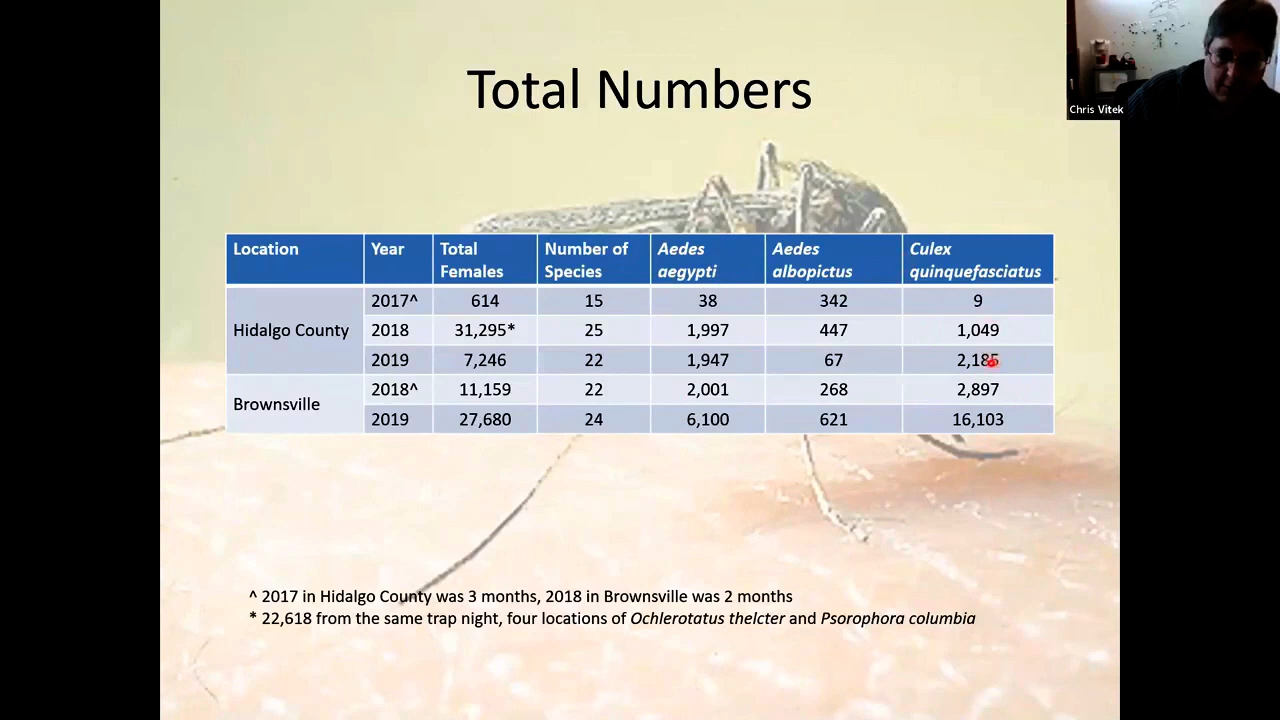 Total Numbers
Chris Vitek
Location Year Total Females Number of Species Aedes aegypti Aedes albopictus Culex quinquefasciatus
Hidalgo County 2017^ 614 15 38 342 9
2018 31,295* 25 1,997 447 1,049
2019 7,246 22 1,947 67 2,185
Brownsville 2018^ 11,159 22 2,001 268 2,897
2019 27,680 24 6,100 621 16,103
^ 2017 in Hidalgo County was 3 months, 2018 in Brownsville was 2 months
* 22,618 from the same trap night, four locations of Ochlerotatus thelcter and Psorophora columbia